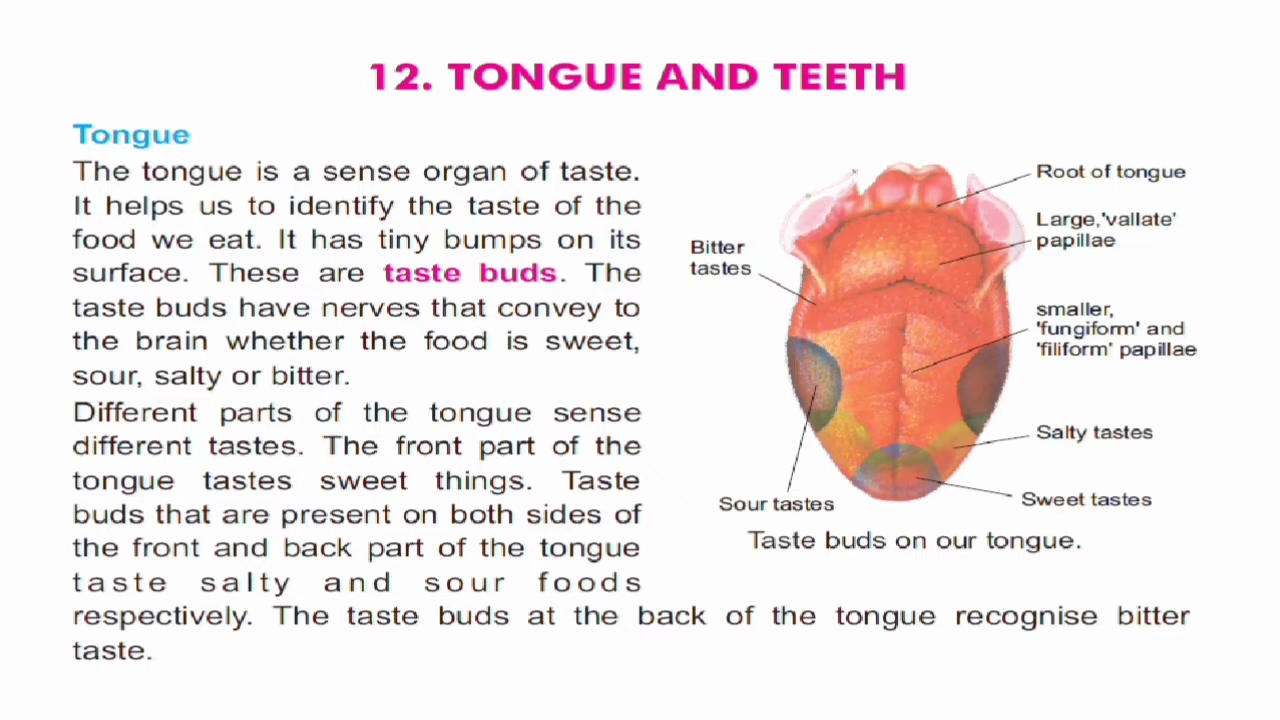 12. TONGUE AND TEETH
Tongue
The tongue is a sense organ of taste.
It helps us to identify the taste of the
food we eat. It has tiny bumps on its
surface. These are taste buds. The
taste buds have nerves that convey to
the brain whether the food is sweet,
sour, salty or bitter.
Different parts of the tongue sense
different tastes. The front part of the
tongue tastes sweet things. Taste
buds that are present on both sides of
the front and back part of the tongue
taste salty and sour foods
respectively. The taste buds at the back of the tongue recognise bitter
taste.
Root of tongue
Large,'vallate'
papillae
Bitter
tastes
smaller,
'fungiform' and
'filiform' papillae
Salty tastes
Sweet tastes
Sour tastes
Taste buds on our tongue.